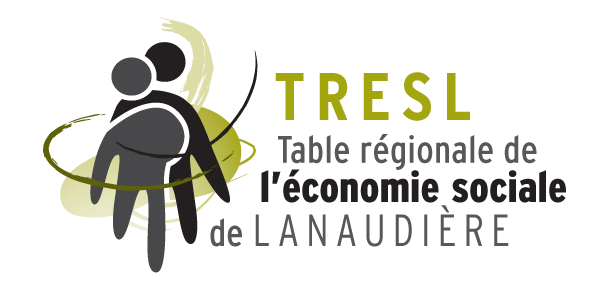 TRESL
Table régionale de
l'économie sociale
de LANAUDIÈRE